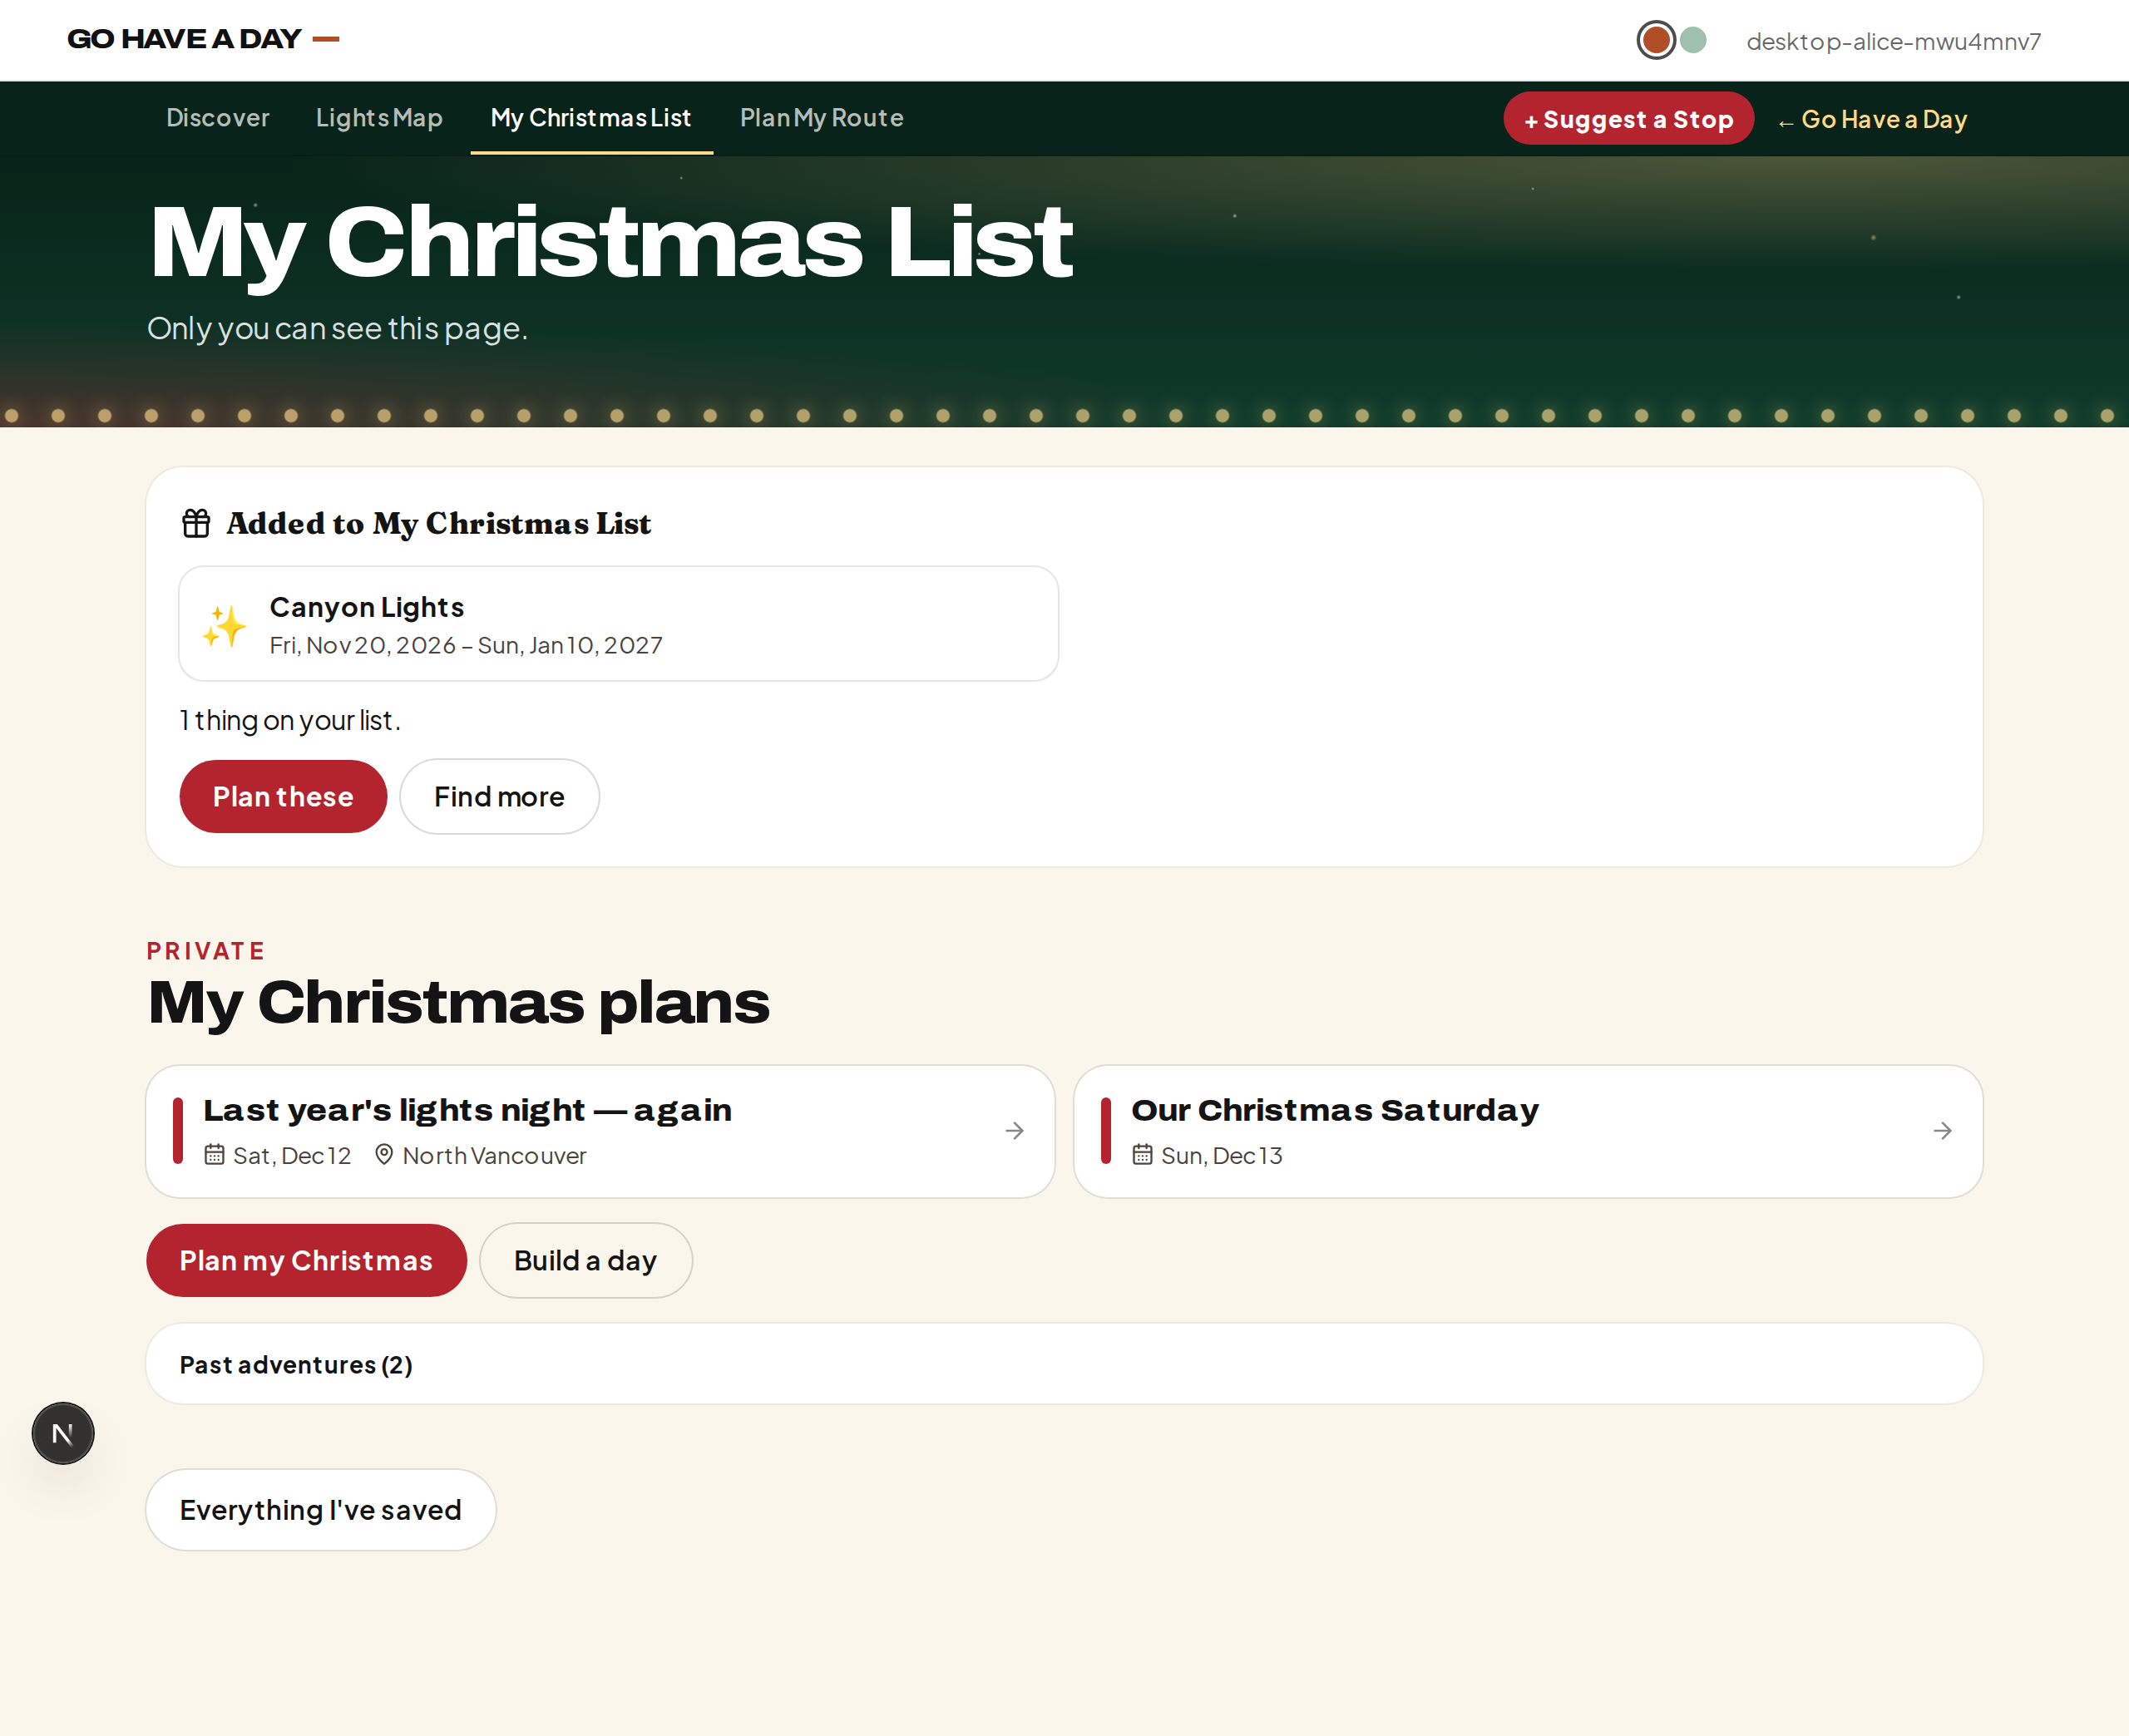 GO HAVE A DAY
desktop-alice-mwu4mnv7
Discover
Lights Map
My Christmas List
Plan My Route
+ Suggest a Stop
← Go Have a Day
My Christmas List
Only you can see this page.
Added to My Christmas List
Canyon Lights
Fri, Nov 20, 2026 – Sun, Jan 10, 2027
1 thing on your list.
Plan these
Find more
PRIVATE
My Christmas plans
Last year's lights night — again
Sat, Dec 12
North Vancouver
Our Christmas Saturday
Sun, Dec 13
Plan my Christmas
Build a day
Past adventures (2)
N
Everything I've saved